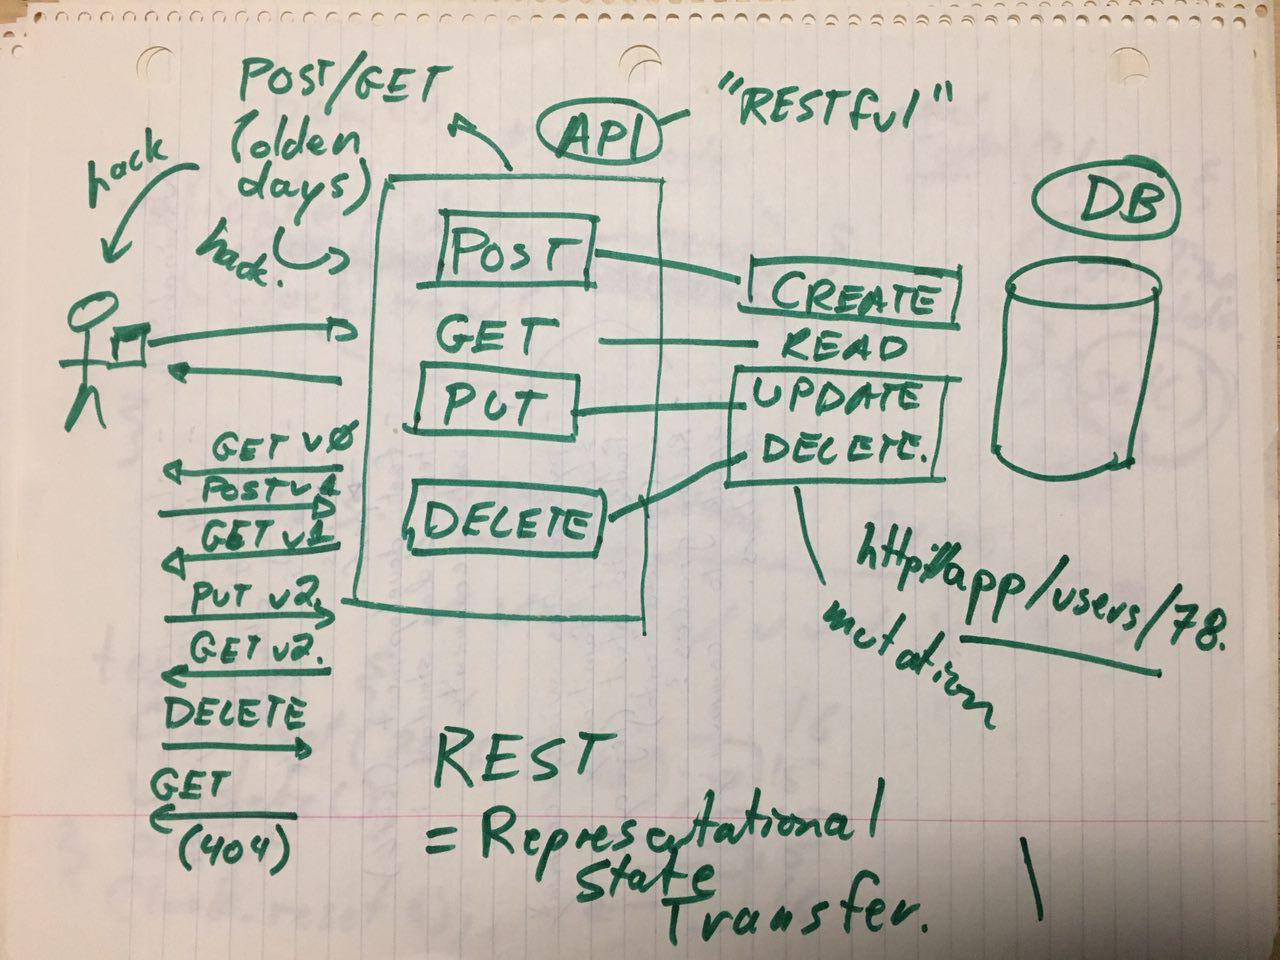 POST/GET
(olden
days)
hack
hack.
API
"RESTful"
DB
POST
GET
PUT
DELETE
CREATE
READ
UPDATE
DELETE.
mutation
http://app/users/78.
GET v0
POST v1
GET v1
PUT v2.
GET v2.
DELETE
GET
(404)
REST
= Representational
State
Transfer.